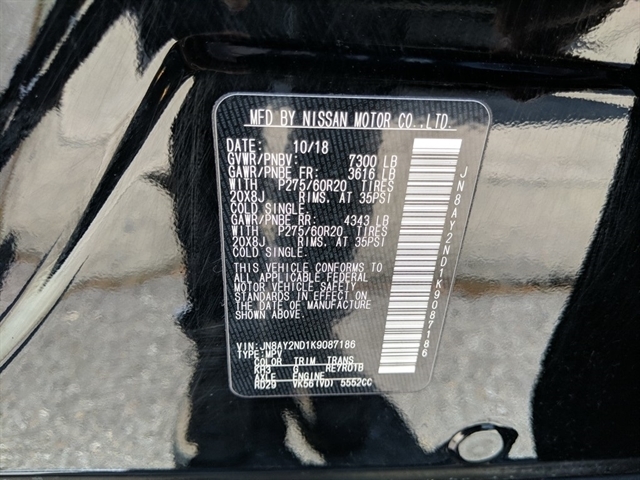 MFD BY NISSAN MOTOR CO.,LTD.
DATE: 10/18
GVWR/PNBV: 7300 LB
GAWR/PNBE FR: 3616 LB
WITH P275/60R20 TIRES
20X8J RIMS. AT 35PSI
COLD SINGLE.
GAWR/PNBE RR: 4343 LB
WITH P275/60R20 TIRES
20X8J RIMS. AT 35PSI
COLD SINGLE.
THIS VEHICLE CONFORMS TO
ALL APPLICABLE FEDERAL
MOTOR VEHICLE SAFETY
STANDARDS IN EFFECT ON
THE DATE OF MANUFACTURE
SHOWN ABOVE.
VIN:JN8AY2ND1K9087186
TYPE:MPV
COLOR TRIM TRANS
KH3 G RE7R01B
AXLE ENGINE
RD29 VK56(VD) 5552CC
JN8AY2ND1K9087186